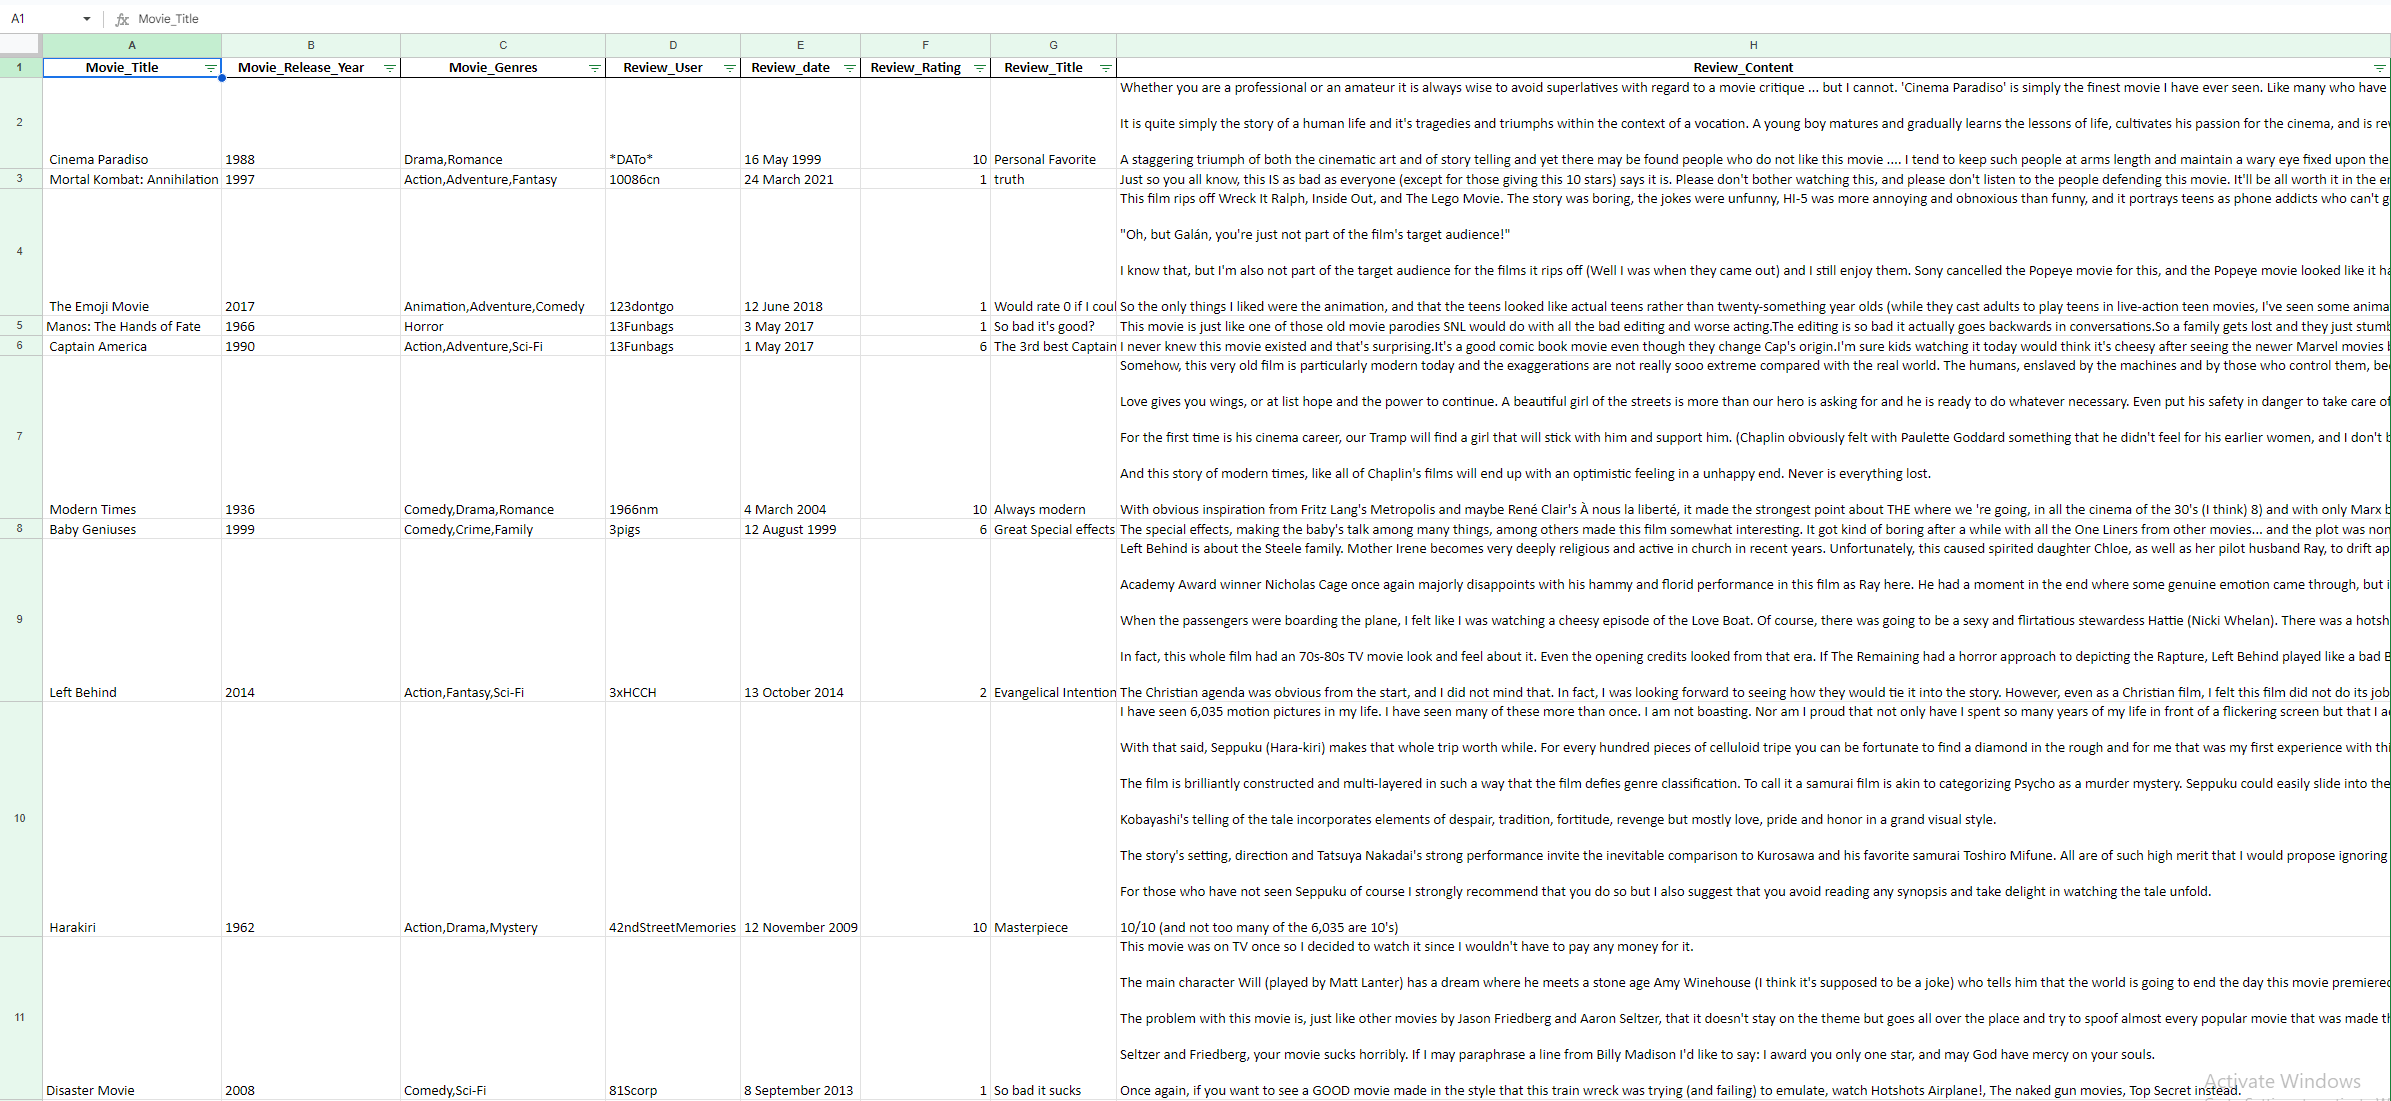 A1 fx Movie_Title
A B C D E F G H
1 Movie_Title Movie_Release_Year Movie_Genres Review_User Review_date Review_Rating Review_Title Review_Content
Whether you are a professional or an amateur it is always wise to avoid superlatives with regard to a movie critique ... but I cannot. 'Cinema Paradiso' is simply the finest movie I have ever seen. Like many who have
2 It is quite simply the story of a human life and it's tragedies and triumphs within the context of a vocation. A young boy matures and gradually learns the lessons of life, cultivates his passion for the cinema, and is
Cinema Paradiso 1988 Drama,Romance *DATo* 16 May 1999 10 Personal Favorite A staggering triumph of both the cinematic art and of story telling and yet there may be found people who do not like this movie .... I tend to keep such people at arms length and maintain a wary eye fixed upon the
3 Mortal Kombat: Annihilation 1997 Action,Adventure,Fantasy 10086cn 24 March 2021 1 truth Just so you all know, this IS as bad as everyone (except for those giving this 10 stars) says it is. Please don't bother watching this, and please don't listen to the people defending this movie. It'll be all worth it in the
This film rips off Wreck It Ralph, Inside Out, and The Lego Movie. The story was boring, the jokes were unfunny, HI-5 was more annoying and obnoxious than funny, and it portrays teens as phone addicts who can't
"Oh, but Galán, you're just not part of the film's target audience!"
4
I know that, but I'm also not part of the target audience for the films it rips off (Well I was when they came out) and I still enjoy them. Sony cancelled the Popeye movie for this, and the Popeye movie looked like it
The Emoji Movie 2017 Animation,Adventure,Comedy 123dontgo 12 June 2018 1 Would rate 0 if I coul So the only things I liked were the animation, and that the teens looked like actual teens rather than twenty-something year olds (while they cast adults to play teens in live-action teen movies, I've seen some anima
5 Manos: The Hands of Fate 1966 Horror 13Funbags 3 May 2017 1 So bad it's good? This movie is just like one of those old movie parodies SNL would do with all the bad editing and worse acting.The editing is so bad it actually goes backwards in conversations.So a family gets lost and they just
6 Captain America 1990 Action,Adventure,Sci-Fi 13Funbags 1 May 2017 6 The 3rd best Captain I never knew this movie existed and that's surprising.It's a good comic book movie even though they change Cap's origin.I'm sure kids watching it today would think it's cheesy after seeing the newer Marvel movies
Somehow, this very old film is particularly modern today and the exaggerations are not really sooo extreme compared with the real world. The humans, enslaved by the machines and by those who control them,
Love gives you wings, or at list hope and the power to continue. A beautiful girl of the streets is more than our hero is asking for and he is ready to do whatever necessary. Even put his safety in danger to take care of
7 For the first time is his cinema career, our Tramp will find a girl that will stick with him and support him. (Chaplin obviously felt with Paulette Goddard something that he didn't feel for his earlier women, and I don't
And this story of modern times, like all of Chaplin's films will end up with an optimistic feeling in a unhappy end. Never is everything lost.
Modern Times 1936 Comedy,Drama,Romance 1966nm 4 March 2004 10 Always modern With obvious inspiration from Fritz Lang's Metropolis and maybe René Clair's À nous la liberté, it made the strongest point about THE where we 're going, in all the cinema of the 30's (I think) 8) and with only Marx
8 Baby Geniuses 1999 Comedy,Crime,Family 3pigs 12 August 1999 6 Great Special effects The special effects, making the baby's talk among many things, among others made this film somewhat interesting. It got kind of boring after a while with all the One Liners from other movies... and the plot was non
Left Behind is about the Steele family. Mother Irene becomes very deeply religious and active in church in recent years. Unfortunately, this caused spirited daughter Chloe, as well as her pilot husband Ray, to drift ap
Academy Award winner Nicholas Cage once again majorly disappoints with his hammy and florid performance in this film as Ray here. He had a moment in the end where some genuine emotion came through, but
9 When the passengers were boarding the plane, I felt like I was watching a cheesy episode of the Love Boat. Of course, there was going to be a sexy and flirtatious stewardess Hattie (Nicki Whelan). There was a hotsh
In fact, this whole film had an 70s-80s TV movie look and feel about it. Even the opening credits looked from that era. If The Remaining had a horror approach to depicting the Rapture, Left Behind played like a bad
Left Behind 2014 Action,Fantasy,Sci-Fi 3xHCCH 13 October 2014 2 Evangelical Intention The Christian agenda was obvious from the start, and I did not mind that. In fact, I was looking forward to seeing how they would tie it into the story. However, even as a Christian film, I felt this film did not do its job
I have seen 6,035 motion pictures in my life. I have seen many of these more than once. I am not boasting. Nor am I proud that not only have I spent so many years of my life in front of a flickering screen but that I
With that said, Seppuku (Hara-kiri) makes that whole trip worth while. For every hundred pieces of celluloid tripe you can be fortunate to find a diamond in the rough and for me that was my first experience with thi
The film is brilliantly constructed and multi-layered in such a way that the film defies genre classification. To call it a samurai film is akin to categorizing Psycho as a murder mystery. Seppuku could easily slide into the
10 Kobayashi's telling of the tale incorporates elements of despair, tradition, fortitude, revenge but mostly love, pride and honor in a grand visual style.
The story's setting, direction and Tatsuya Nakadai's strong performance invite the inevitable comparison to Kurosawa and his favorite samurai Toshiro Mifune. All are of such high merit that I would propose ignoring
For those who have not seen Seppuku of course I strongly recommend that you do so but I also suggest that you avoid reading any synopsis and take delight in watching the tale unfold.
Harakiri 1962 Action,Drama,Mystery 42ndStreetMemories 12 November 2009 10 Masterpiece 10/10 (and not too many of the 6,035 are 10's)
This movie was on TV once so I decided to watch it since I wouldn't have to pay any money for it.
The main character Will (played by Matt Lanter) has a dream where he meets a stone age Amy Winehouse (I think it's supposed to be a joke) who tells him that the world is going to end the day this movie premiered
11 The problem with this movie is, just like other movies by Jason Friedberg and Aaron Seltzer, that it doesn't stay on the theme but goes all over the place and try to spoof almost every popular movie that was made
Seltzer and Friedberg, your movie sucks horribly. If I may paraphrase a line from Billy Madison I'd like to say: I award you only one star, and may God have mercy on your souls.
Disaster Movie 2008 Comedy,Sci-Fi 81Scorp 8 September 2013 1 So bad it sucks Once again, if you want to see a GOOD movie made in the style that this train wreck was trying (and failing) to emulate, watch Hotshots Airplane!, The naked gun movies, Top Secret instead.
Activate Windows